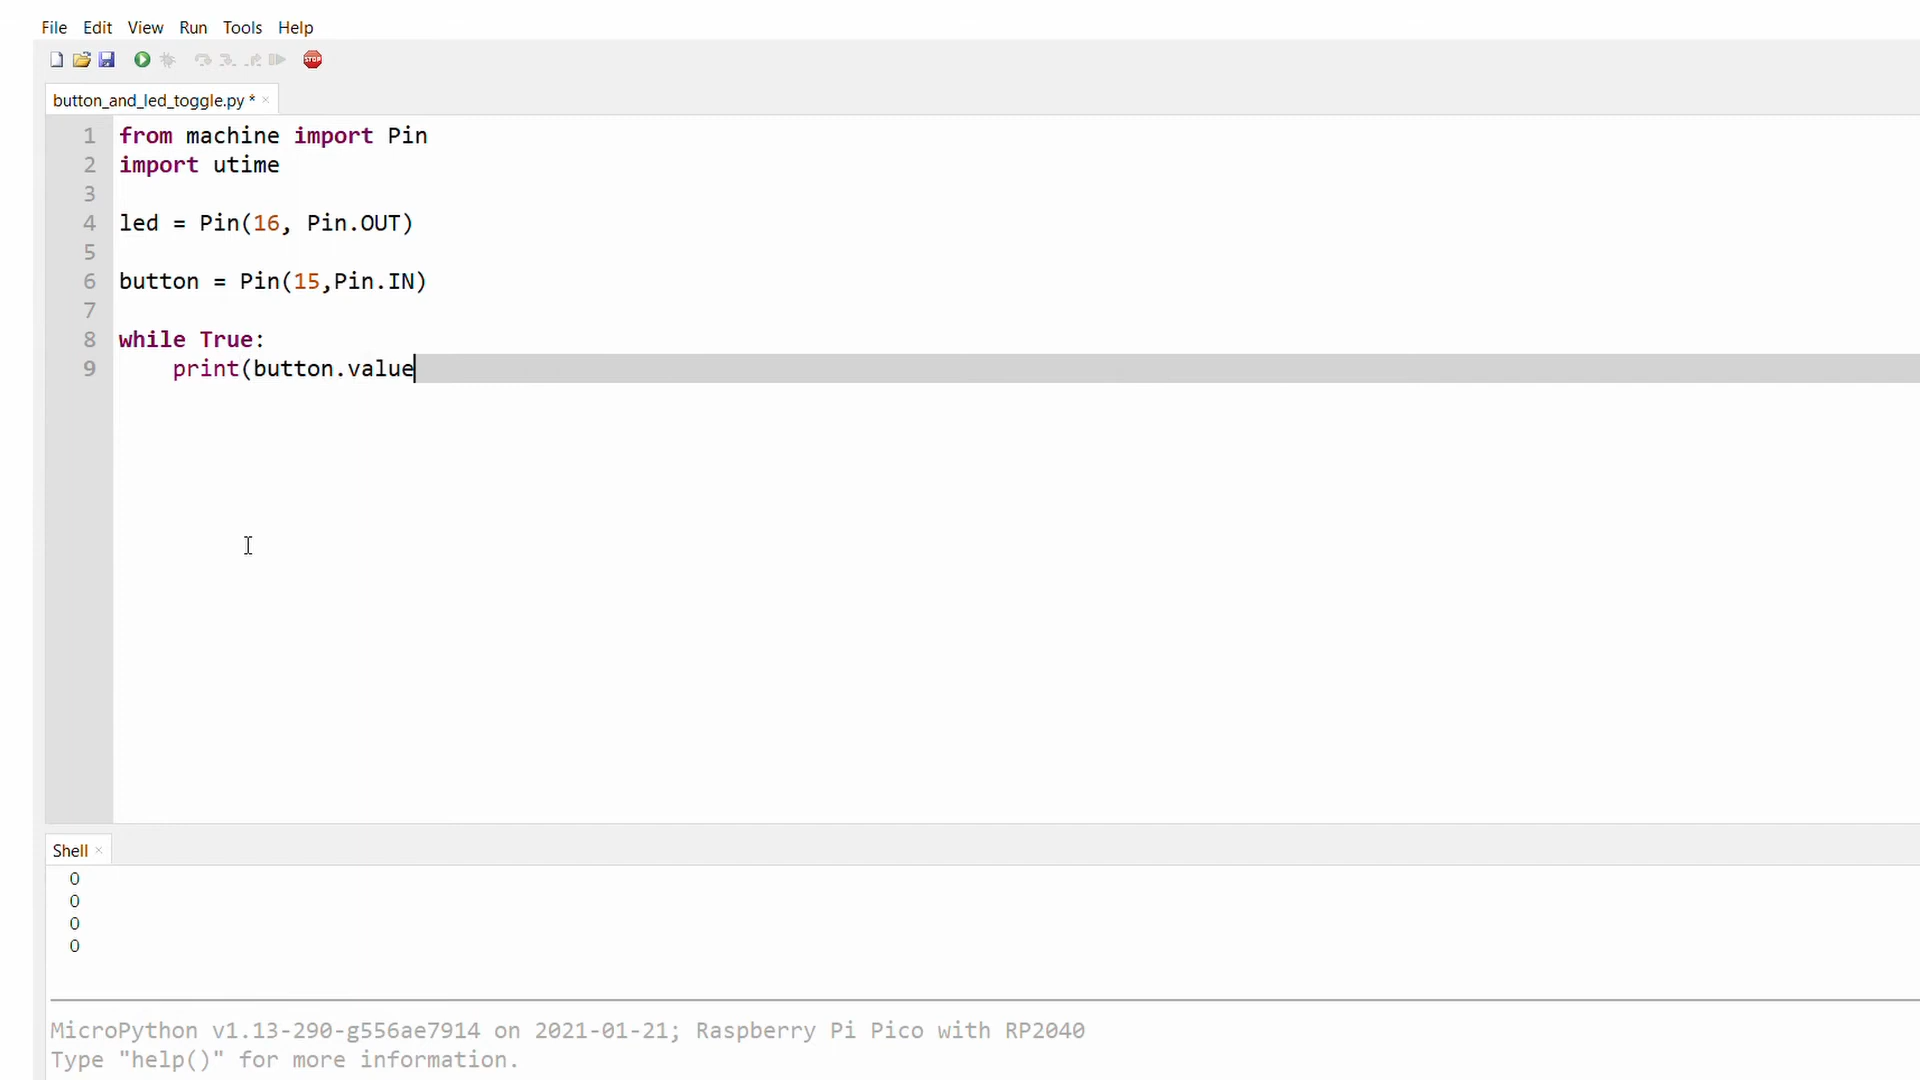 File Edit View Run Tools Help
STOP
button_and_led_toggle.py * ×
1 from machine import Pin
2 import utime
3
4 led = Pin(16, Pin.OUT)
5
6 button = Pin(15,Pin.IN)
7
8 while True:
9     print(button.value
Shell ×
0
0
0
0
MicroPython v1.13-290-g556ae7914 on 2021-01-21; Raspberry Pi Pico with RP2040
Type "help()" for more information.